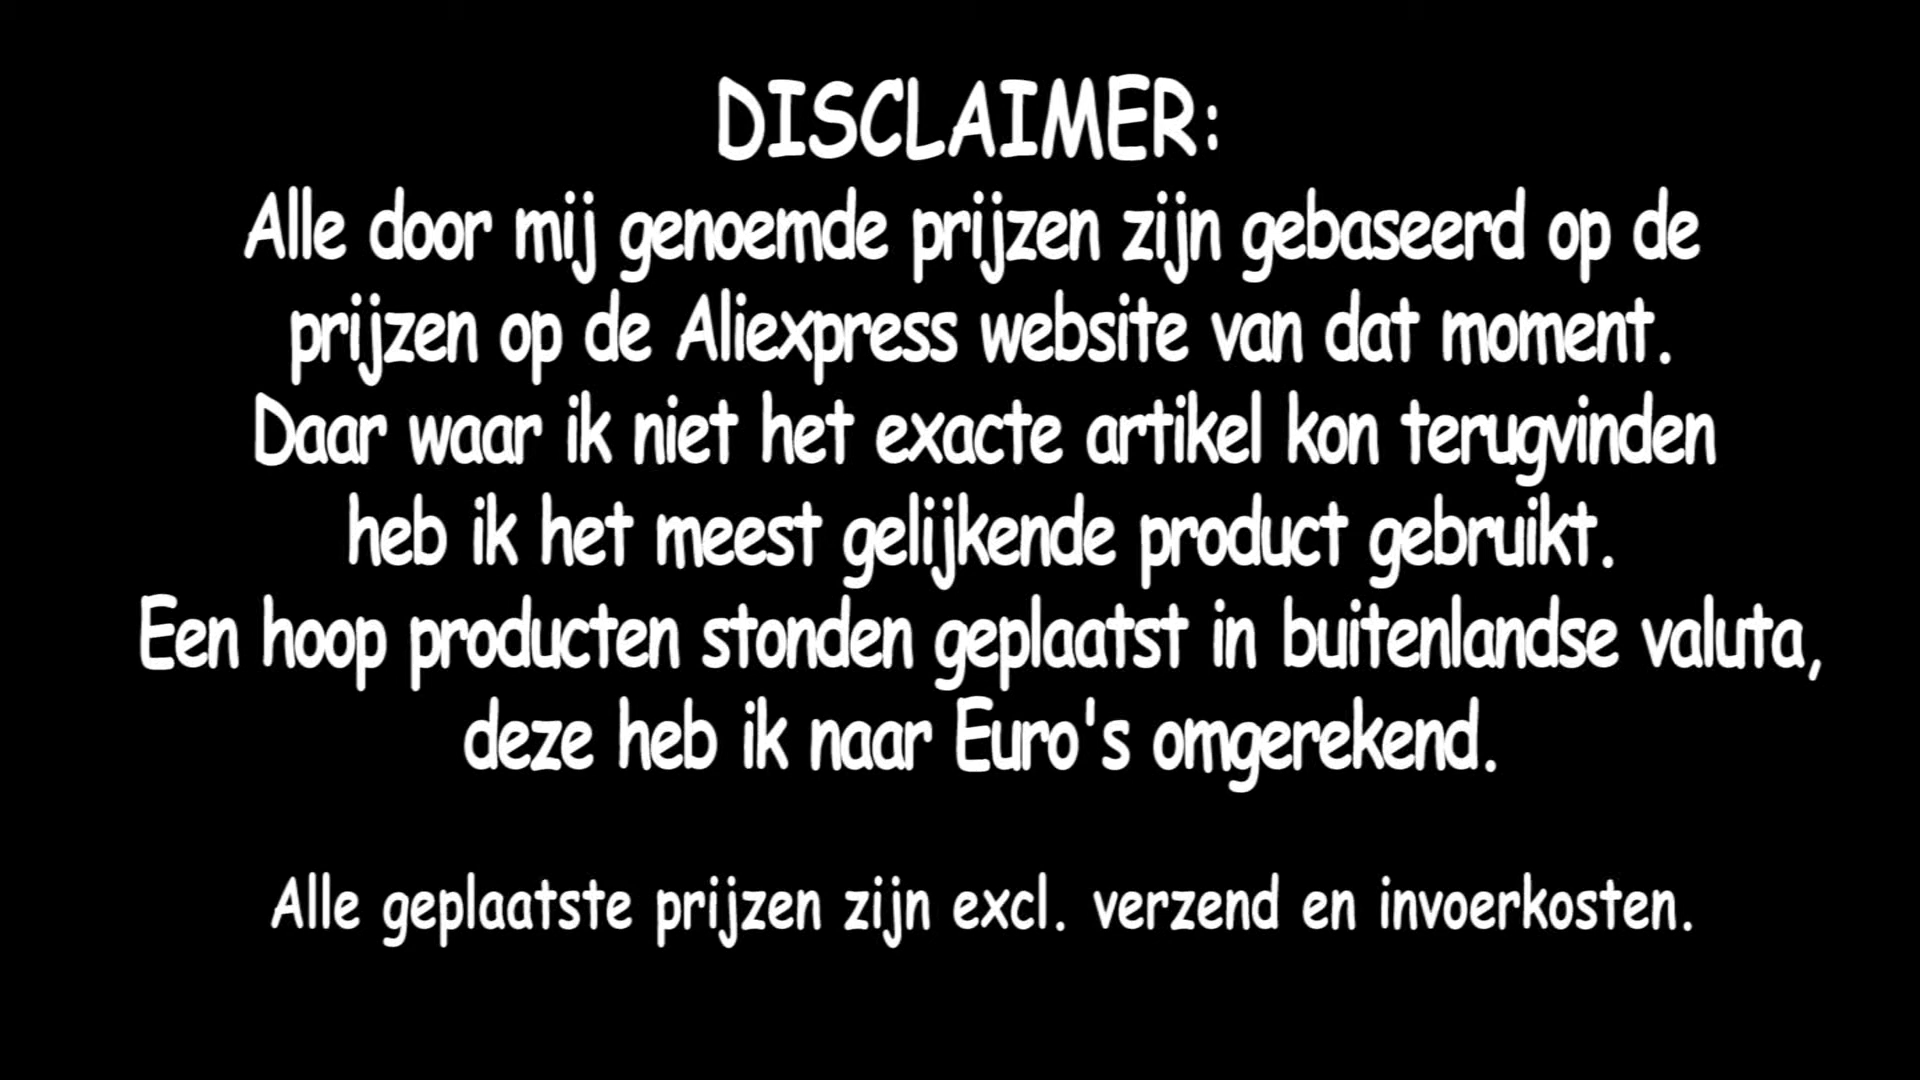 DISCLAIMER:
Alle door mij genoemde prijzen zijn gebaseerd op de
prijzen op de Aliexpress website van dat moment.
Daar waar ik niet het exacte artikel kon terugvinden
heb ik het meest gelijkende product gebruikt.
Een hoop producten stonden geplaatst in buitenlandse valuta,
deze heb ik naar Euro's omgerekend.
Alle geplaatste prijzen zijn excl. verzend en invoerkosten.